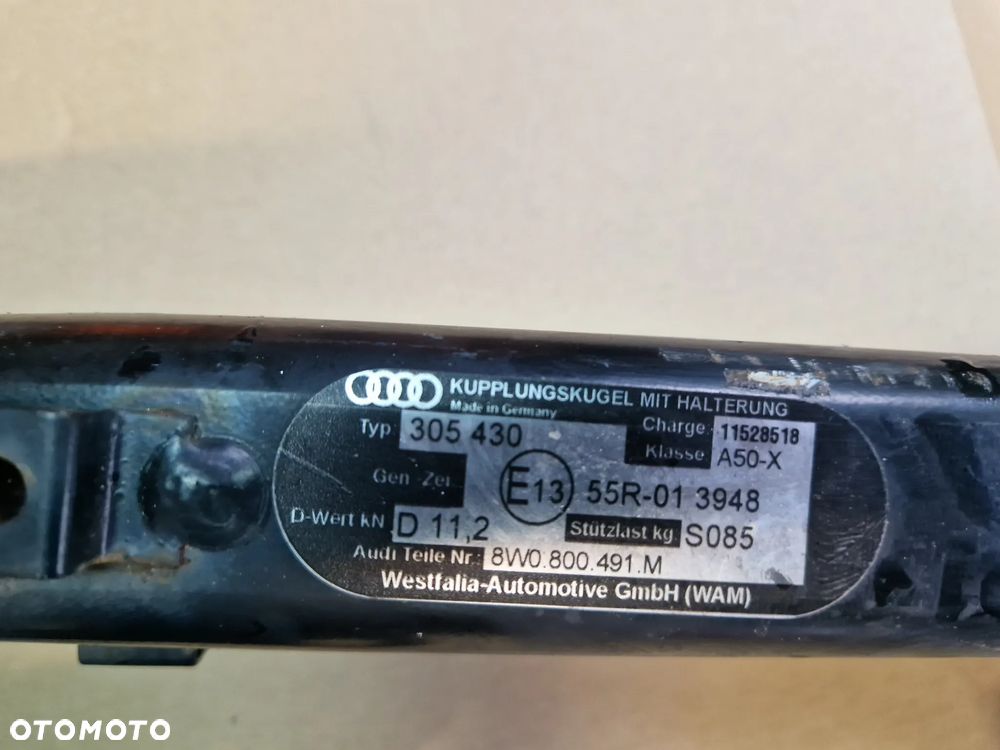 KUPPLUNGSKUGEL MIT HALTERUNG
Made in Germany
Typ 305 430 Charge 11528518
Klasse A50-X
Gen Zei E13 55R-01 3948
D-Wert kN D 11,2 Stützlast kg S085
Audi Teile Nr. 8W0.800.491.M
Westfalia-Automotive GmbH (WAM)
OTOMOTO